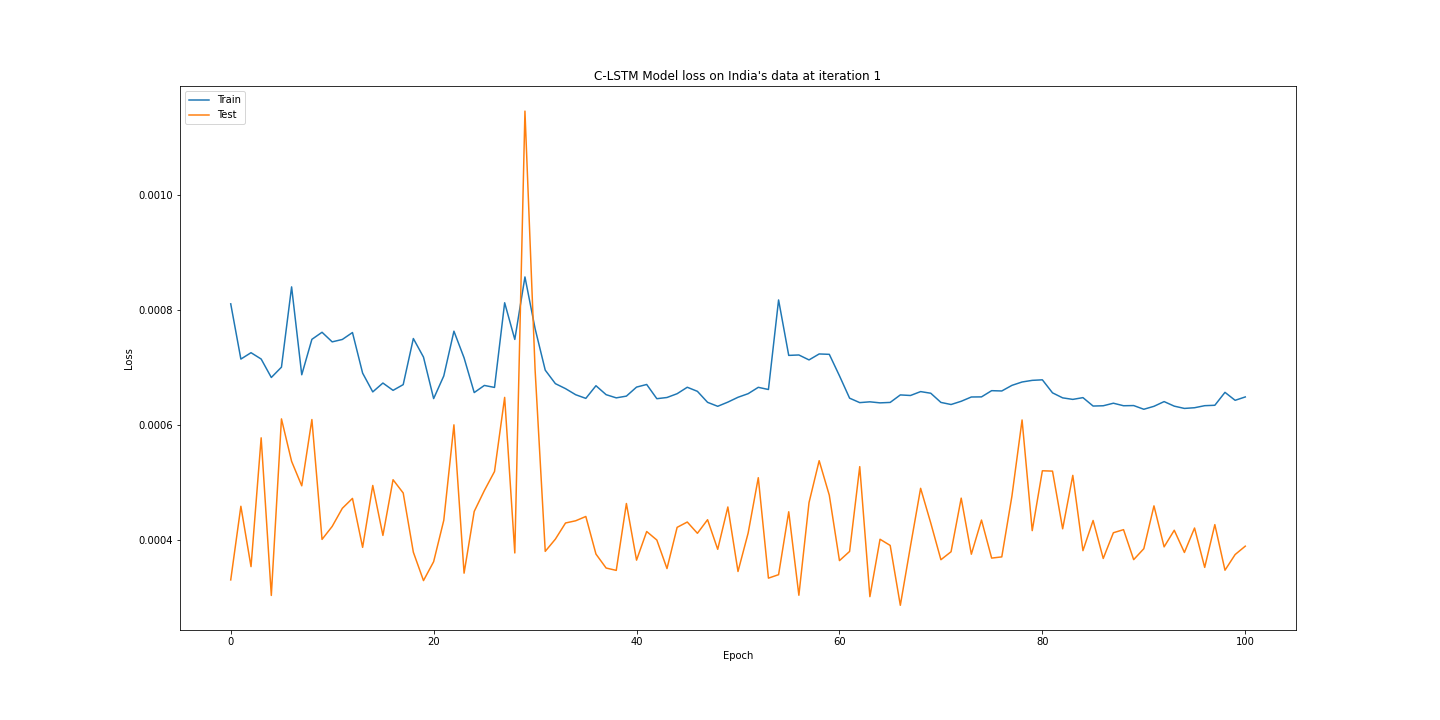 C-LSTM Model loss on India's data at iteration 1
Train
Test
0.0010
0.0008
0.0006
0.0004
Loss
0 20 40 60 80 100
Epoch